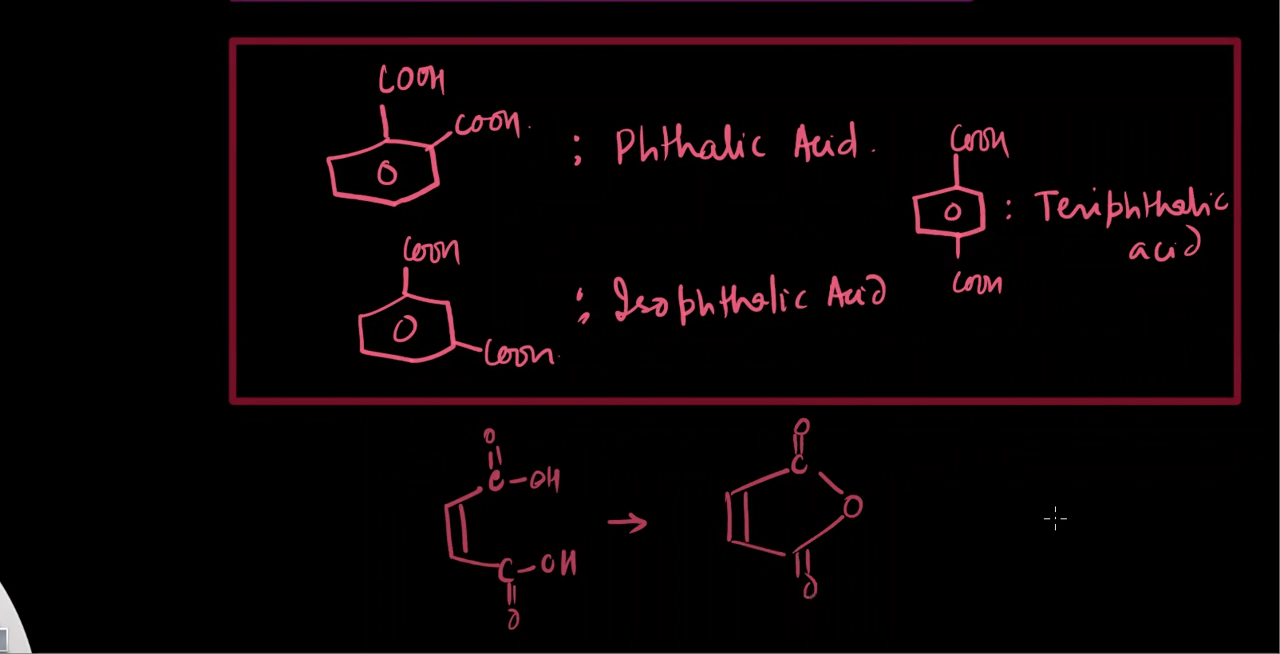 COOH
COOH
; Phthalic Acid.
COOH
COOH
: Teriphthalic
acid
COOH
COOH
; Isophthalic Acid
O
C-OH
C-OH
O
→
O
C
O
C
O